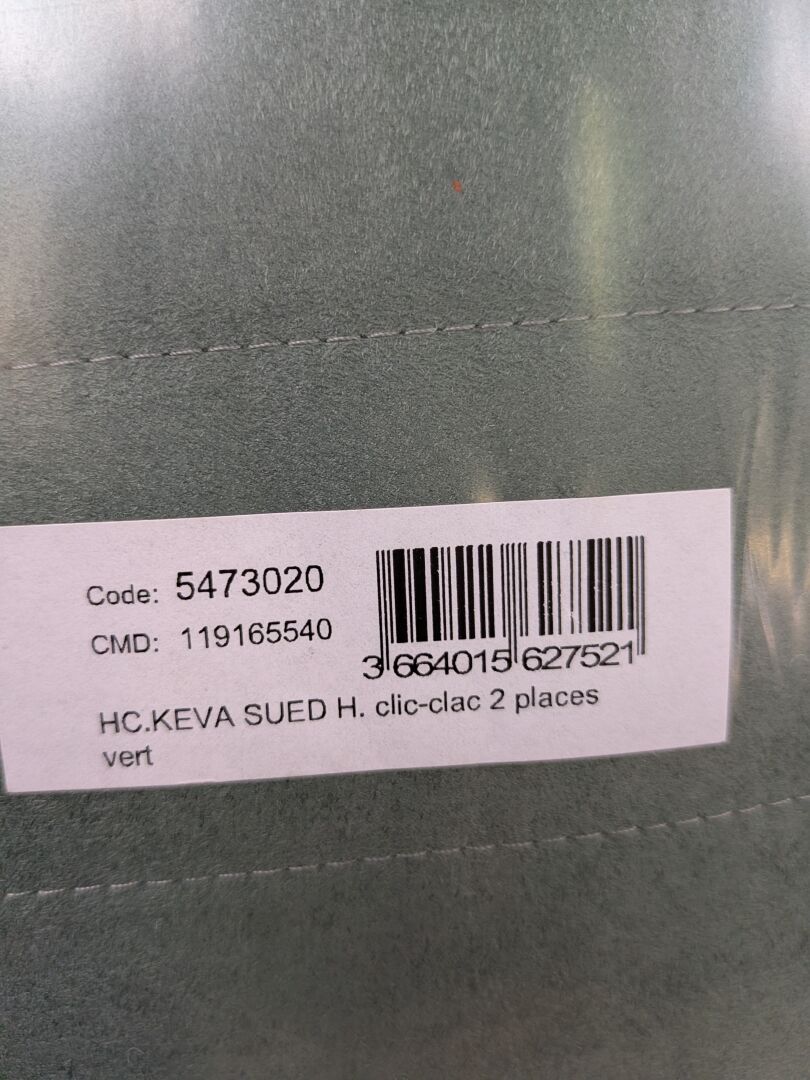 Code: 5473020
CMD: 119165540
3 664015 627521
HC.KEVA SUED H. clic-clac 2 places
vert